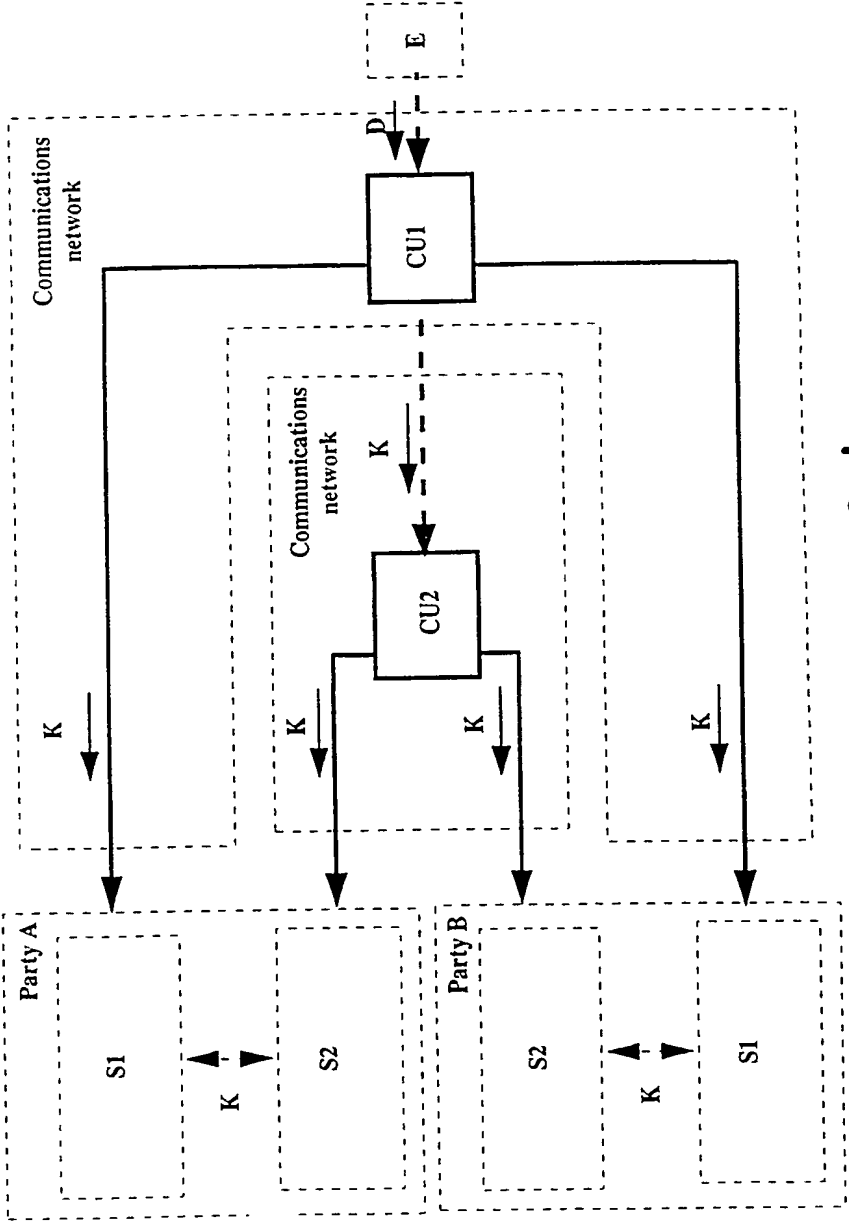 Party A
K
Communications
network
S1
K
K
Communications
network
S2
K
D
CU2
CU1
E
Party B
K
S2
K
K
S1